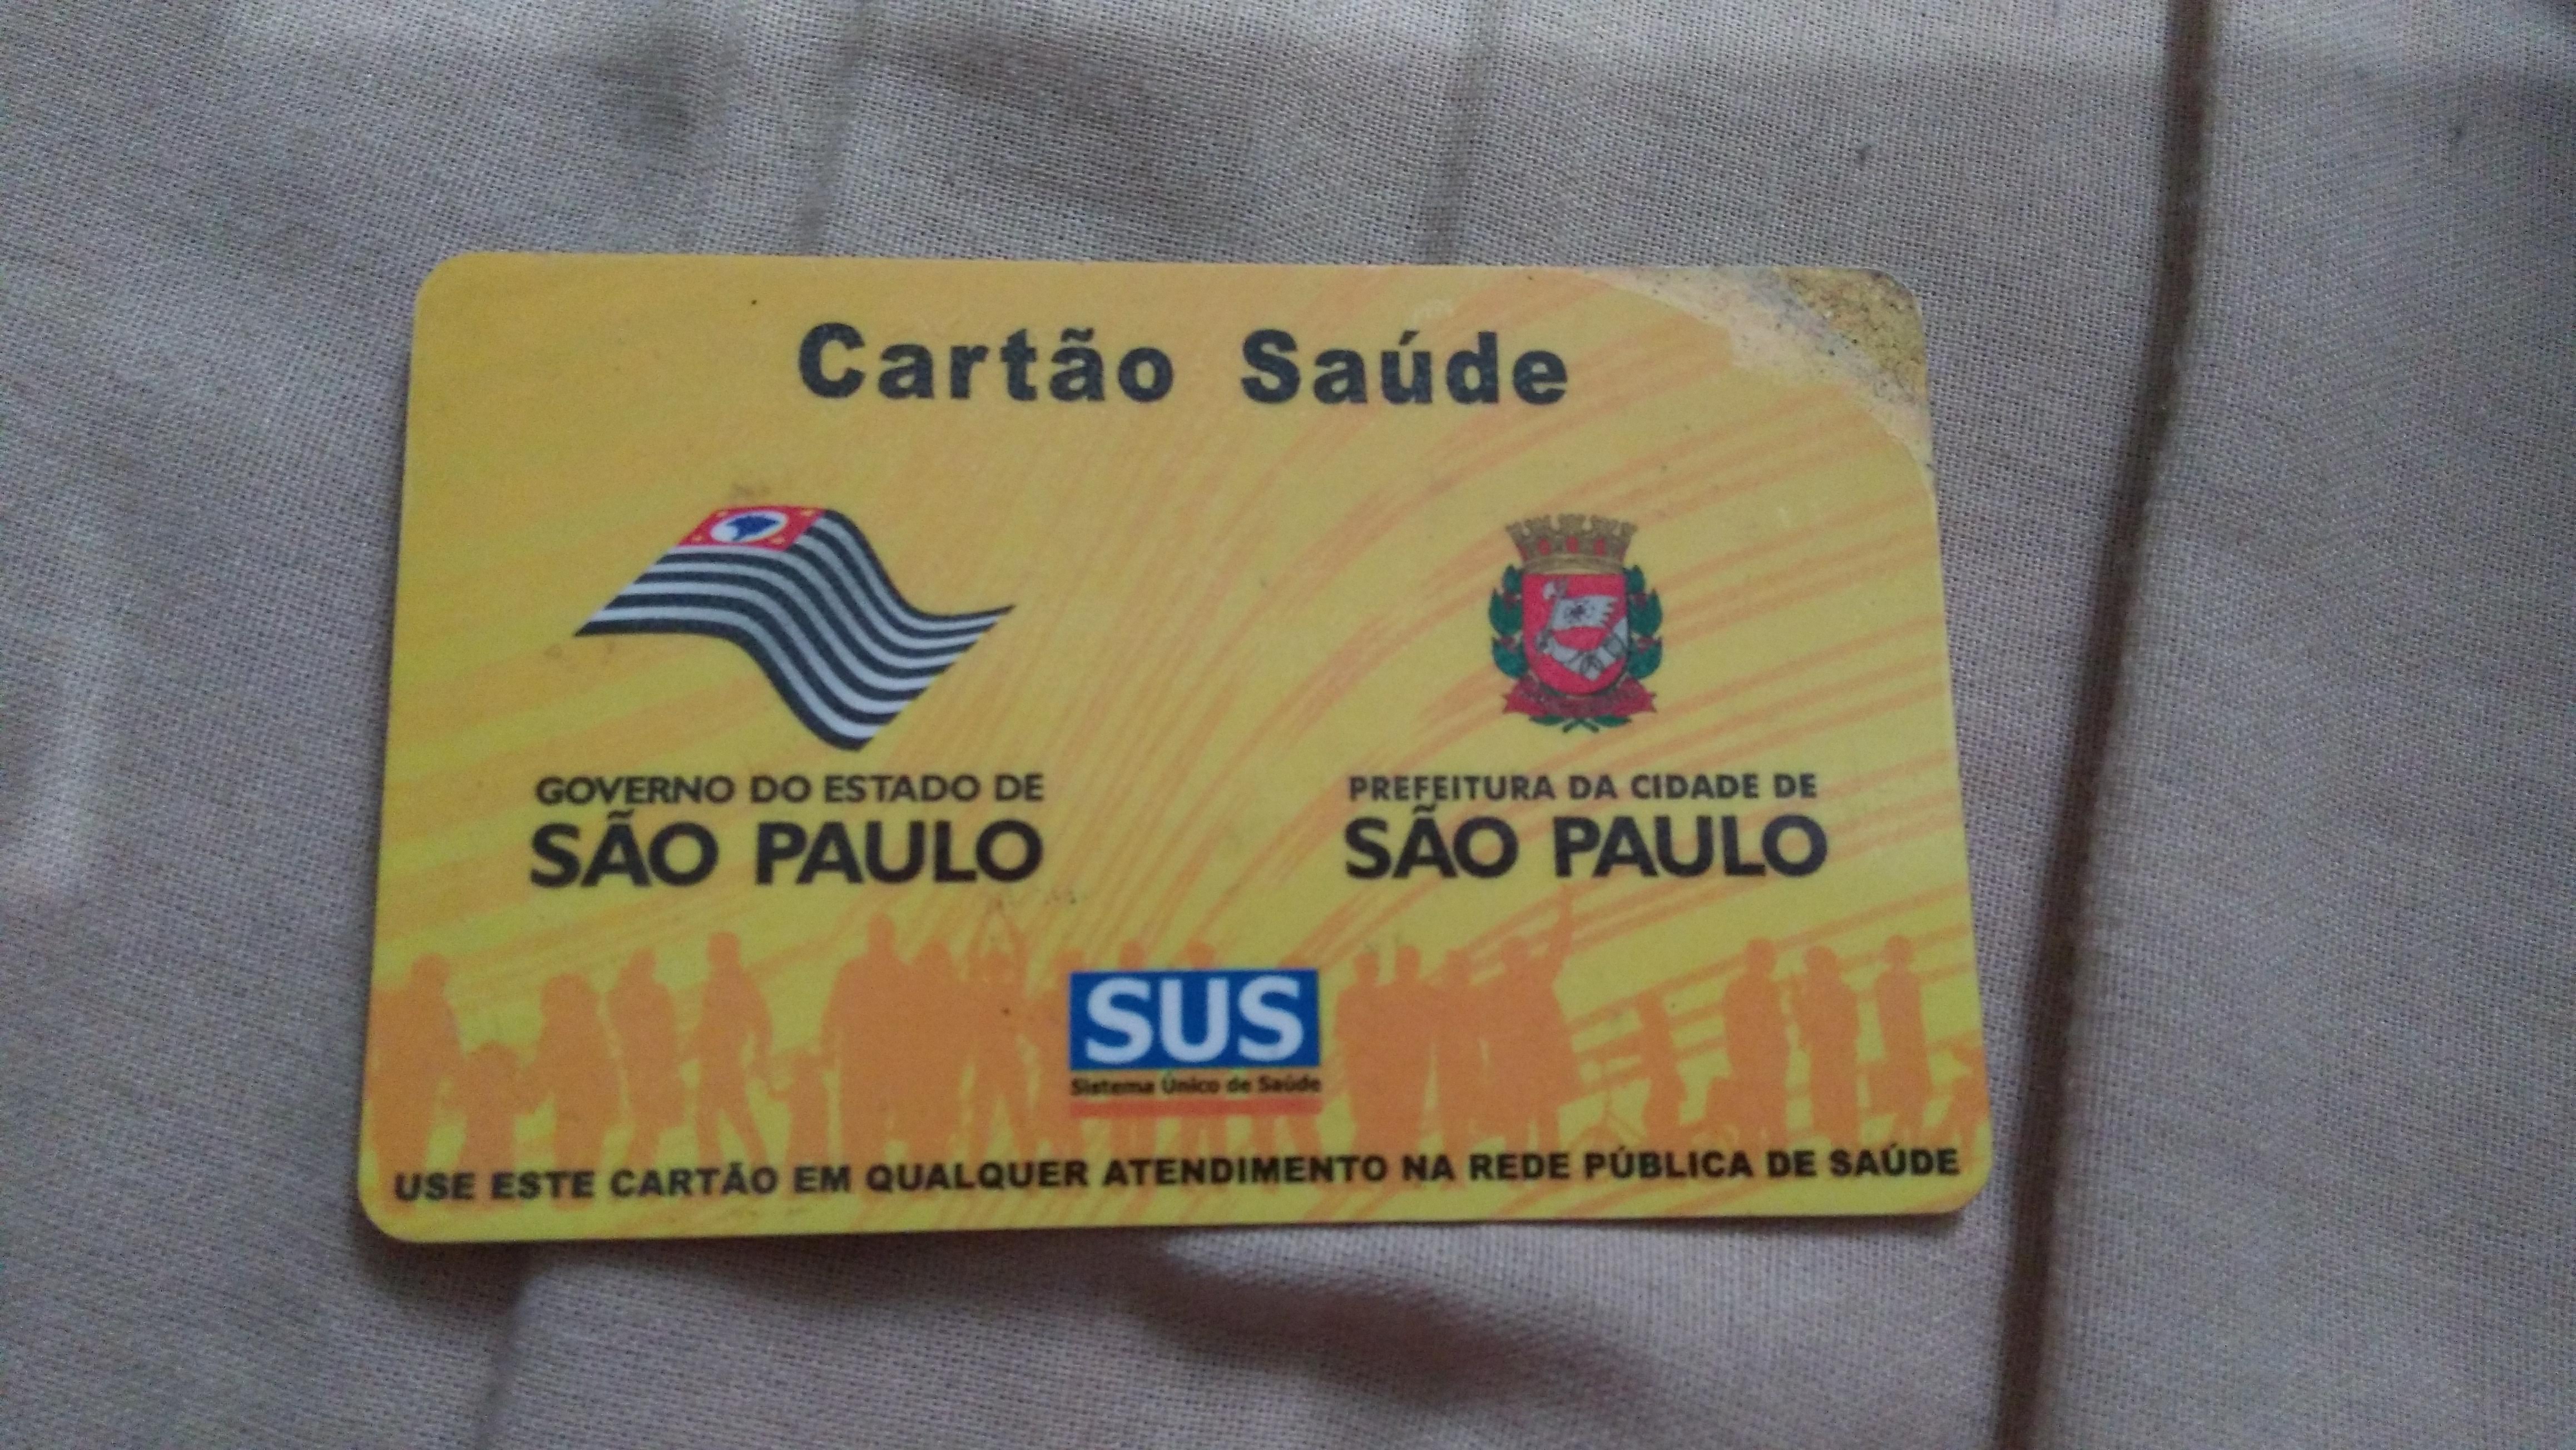 Cartão Saúde
GOVERNO DO ESTADO DE
SÃO PAULO
PREFEITURA DA CIDADE DE
SÃO PAULO
SUS
Sistema Único de Saúde
USE ESTE CARTÃO EM QUALQUER ATENDIMENTO NA REDE PÚBLICA DE SAÚDE